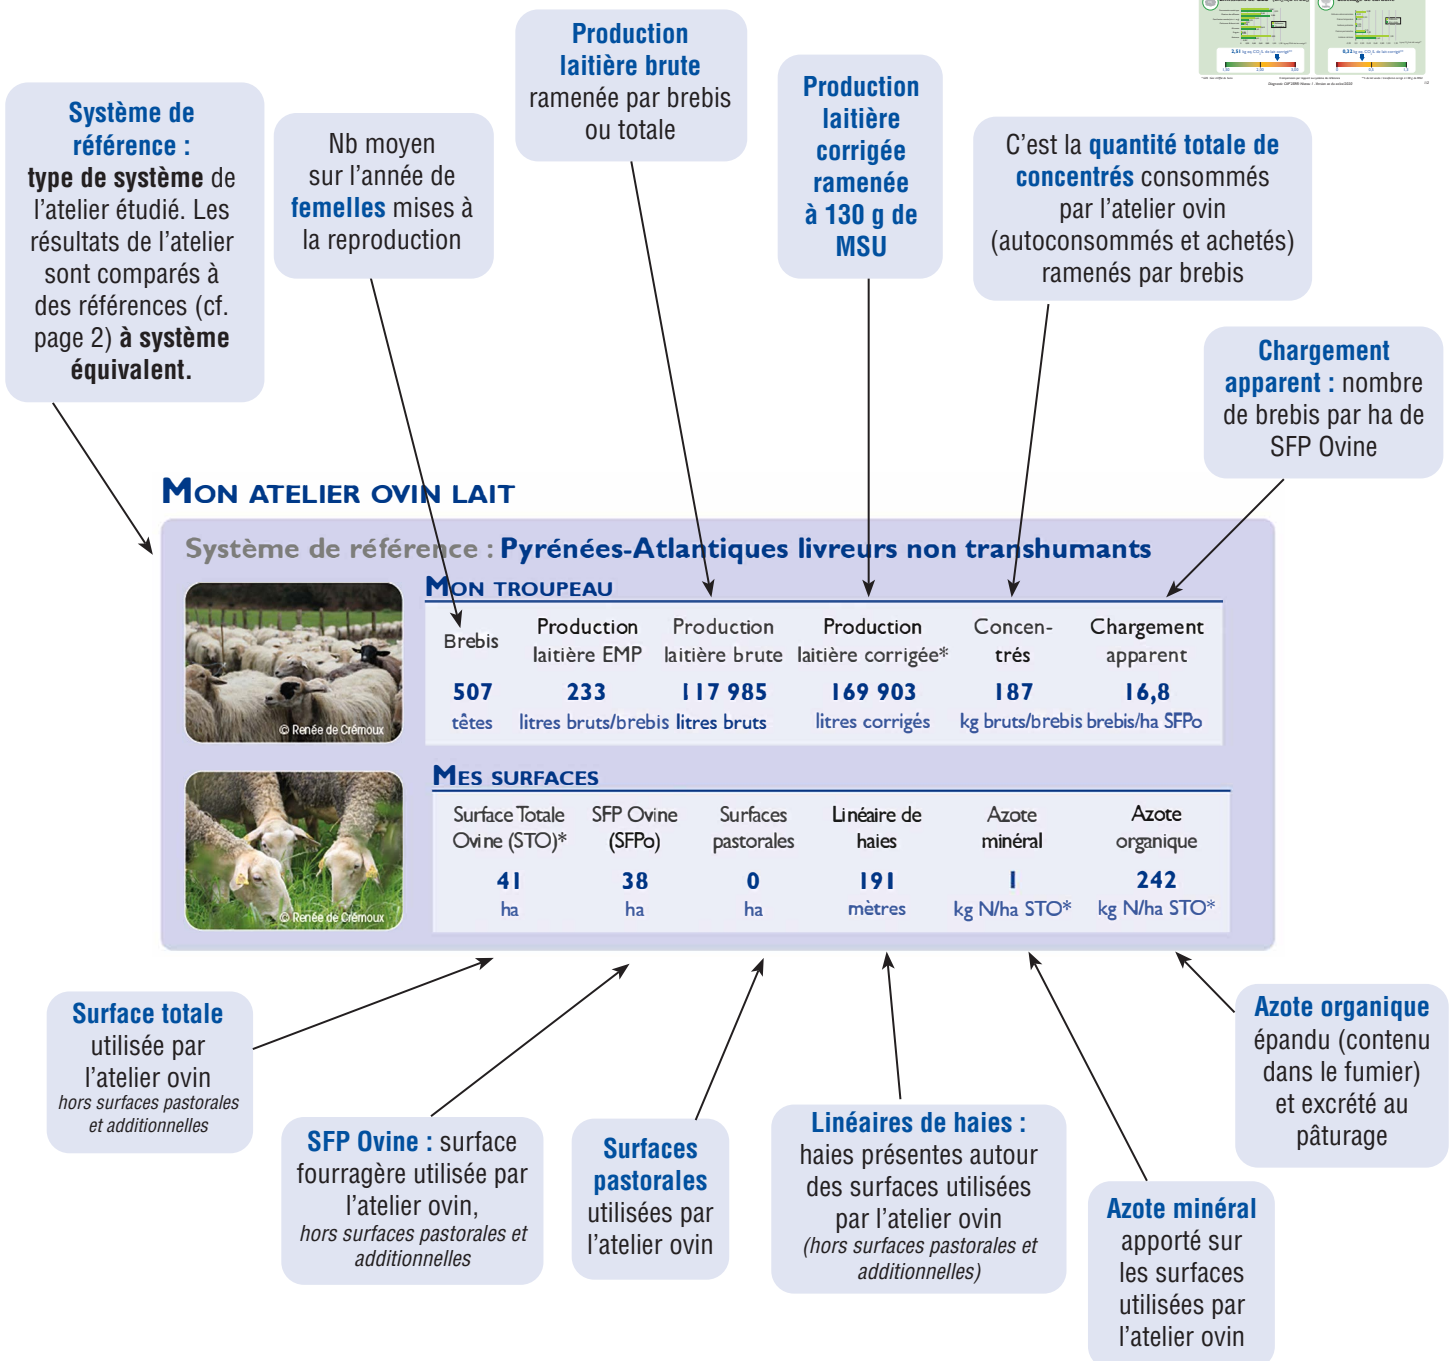 Production
laitière brute
ramenée par brebis
ou totale
Système de
référence :
type de système de
l’atelier étudié. Les
résultats de l’atelier
sont comparés à
des références (cf.
page 2) à système
équivalent.
Nb moyen
sur l’année de
femelles mises à
la reproduction
Production
laitière
corrigée
ramenée
à 130 g de
MSU
C’est la quantité totale de
concentrés consommés
par l’atelier ovin
(autoconsommés et achetés)
ramenés par brebis
Chargement
apparent : nombre
de brebis par ha de
SFP Ovine
MON ATELIER OVIN LAIT
Système de référence : Pyrénées-Atlantiques livreurs non transhumants
MON TROUPEAU
Brebis
507
têtes
Production
laitière EMP
233
litres bruts/brebis
Production
laitière brute
117 985
litres bruts
Production
laitière corrigée*
169 903
litres corrigés
Concen-
trés
187
kg bruts/brebis
Chargement
apparent
16,8
brebis/ha SFPo
© Renée de Crémoux
MES SURFACES
Surface Totale
Ovine (STO)*
41
ha
SFP Ovine
(SFPo)
38
ha
Surfaces
pastorales
0
ha
Linéaire de
haies
191
mètres
Azote
minéral
1
kg N/ha STO*
Azote
organique
242
kg N/ha STO*
© Renée de Crémoux
Surface totale
utilisée par
l’atelier ovin
hors surfaces pastorales
et additionnelles
SFP Ovine : surface
fourragère utilisée par
l’atelier ovin,
hors surfaces pastorales et
additionnelles
Surfaces
pastorales
utilisées par
l’atelier ovin
Linéaires de haies :
haies présentes autour
des surfaces utilisées
par l’atelier ovin
(hors surfaces pastorales et
additionnelles)
Azote minéral
apporté sur
les surfaces
utilisées par
l’atelier ovin
Azote organique
épandu (contenu
dans le fumier)
et excrété au
pâturage